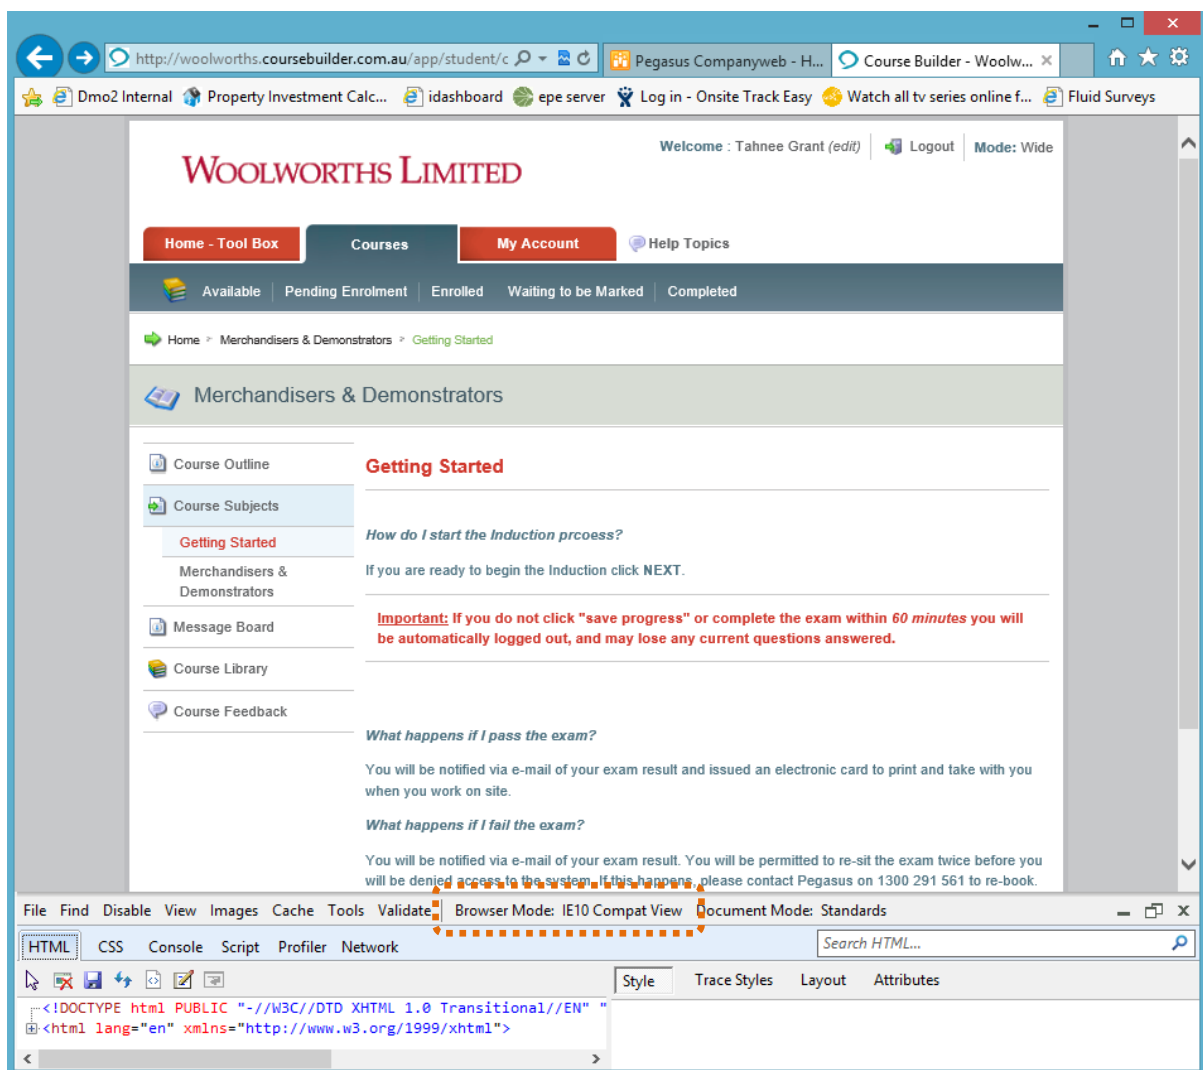 http://woolworths.coursebuilder.com.au/app/student/c
Pegasus Companyweb - H...
Course Builder - Woolw...
Dmo2 Internal
Property Investment Calc...
idashboard
epe server
Log in - Onsite Track Easy
Watch all tv series online f...
Fluid Surveys
Welcome : Tahnee Grant (edit)
Logout
Mode: Wide
WOOLWORTHS LIMITED
Home - Tool Box
Courses
My Account
Help Topics
Available
Pending Enrolment
Enrolled
Waiting to be Marked
Completed
Home > Merchandisers & Demonstrators > Getting Started
Merchandisers & Demonstrators
Course Outline
Course Subjects
Getting Started
Merchandisers &
Demonstrators
Message Board
Course Library
Course Feedback
Getting Started
How do I start the Induction prcoess?
If you are ready to begin the Induction click NEXT.
Important: If you do not click "save progress" or complete the exam within 60 minutes you will
be automatically logged out, and may lose any current questions answered.
What happens if I pass the exam?
You will be notified via e-mail of your exam result and issued an electronic card to print and take with you
when you work on site.
What happens if I fail the exam?
You will be notified via e-mail of your exam result. You will be permitted to re-sit the exam twice before you
will be denied access to the system. If this happens, please contact Pegasus on 1300 291 561 to re-book.
File Find Disable View Images Cache Tools Validate Browser Mode: IE10 Compat View Document Mode: Standards
HTML CSS Console Script Profiler Network
Search HTML...
Style Trace Styles Layout Attributes
<!DOCTYPE html PUBLIC "-//W3C//DTD XHTML 1.0 Transitional//EN" "
<html lang="en" xmlns="http://www.w3.org/1999/xhtml">